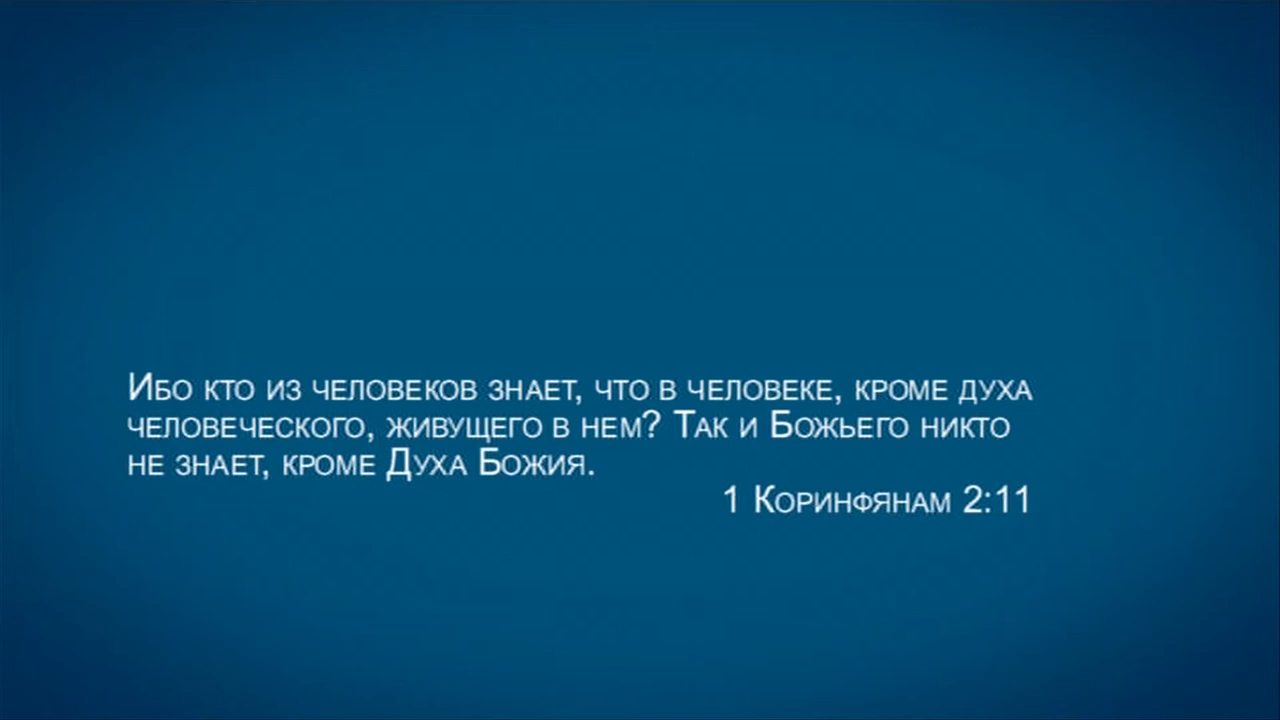 Ибо кто из человеков знает, что в человеке, кроме духа
человеческого, живущего в нем? Так и Божьего никто
не знает, кроме Духа Божия.
1 Коринфянам 2:11